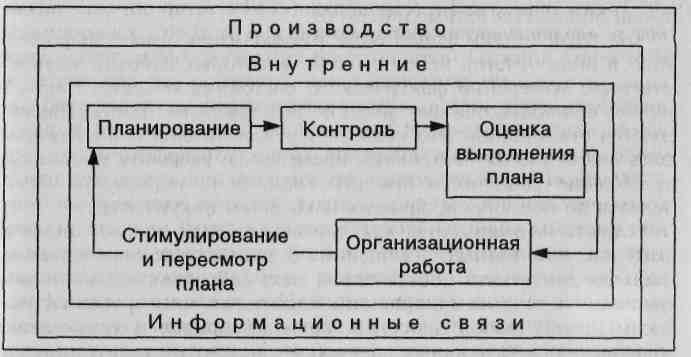 Производство
Внутренние
Планирование
Контроль
Оценка
выполнения
плана
Стимулирование
и пересмотр
плана
Организационная
работа
Информационные связи